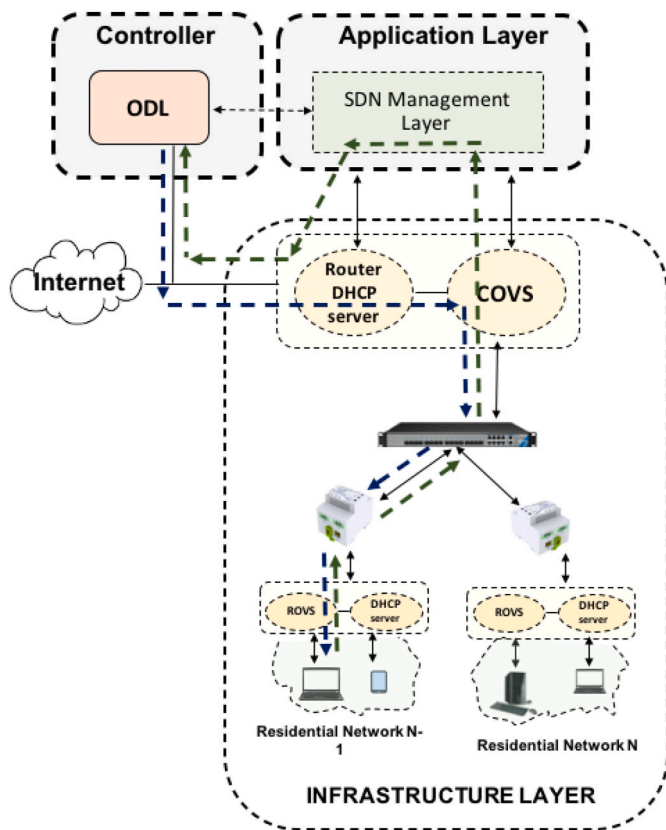 Controller
Application Layer
ODL
SDN Management
Layer
Internet
Router
DHCP
server
COVS
ROVS
DHCP
server
ROVS
DHCP
server
Residential Network N-
1
Residential Network N
INFRASTRUCTURE LAYER